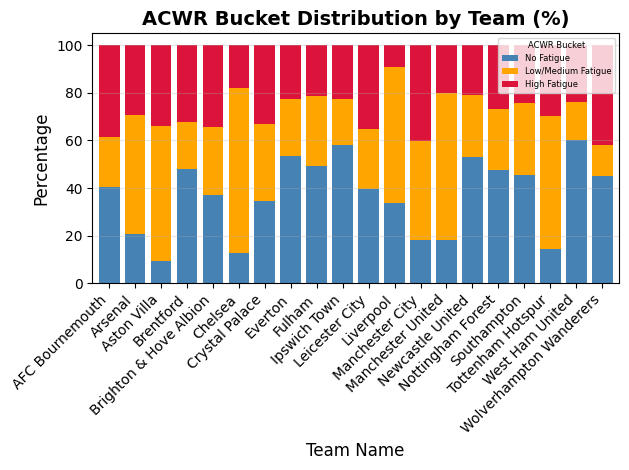 ACWR Bucket Distribution by Team (%)
ACWR Bucket
No Fatigue
Low/Medium Fatigue
High Fatigue
Percentage
100
80
60
40
20
0
AFC Bournemouth
Arsenal
Aston Villa
Brentford
Brighton & Hove Albion
Chelsea
Crystal Palace
Everton
Fulham
Ipswich Town
Leicester City
Liverpool
Manchester City
Manchester United
Newcastle United
Nottingham Forest
Southampton
Tottenham Hotspur
West Ham United
Wolverhampton Wanderers
Team Name